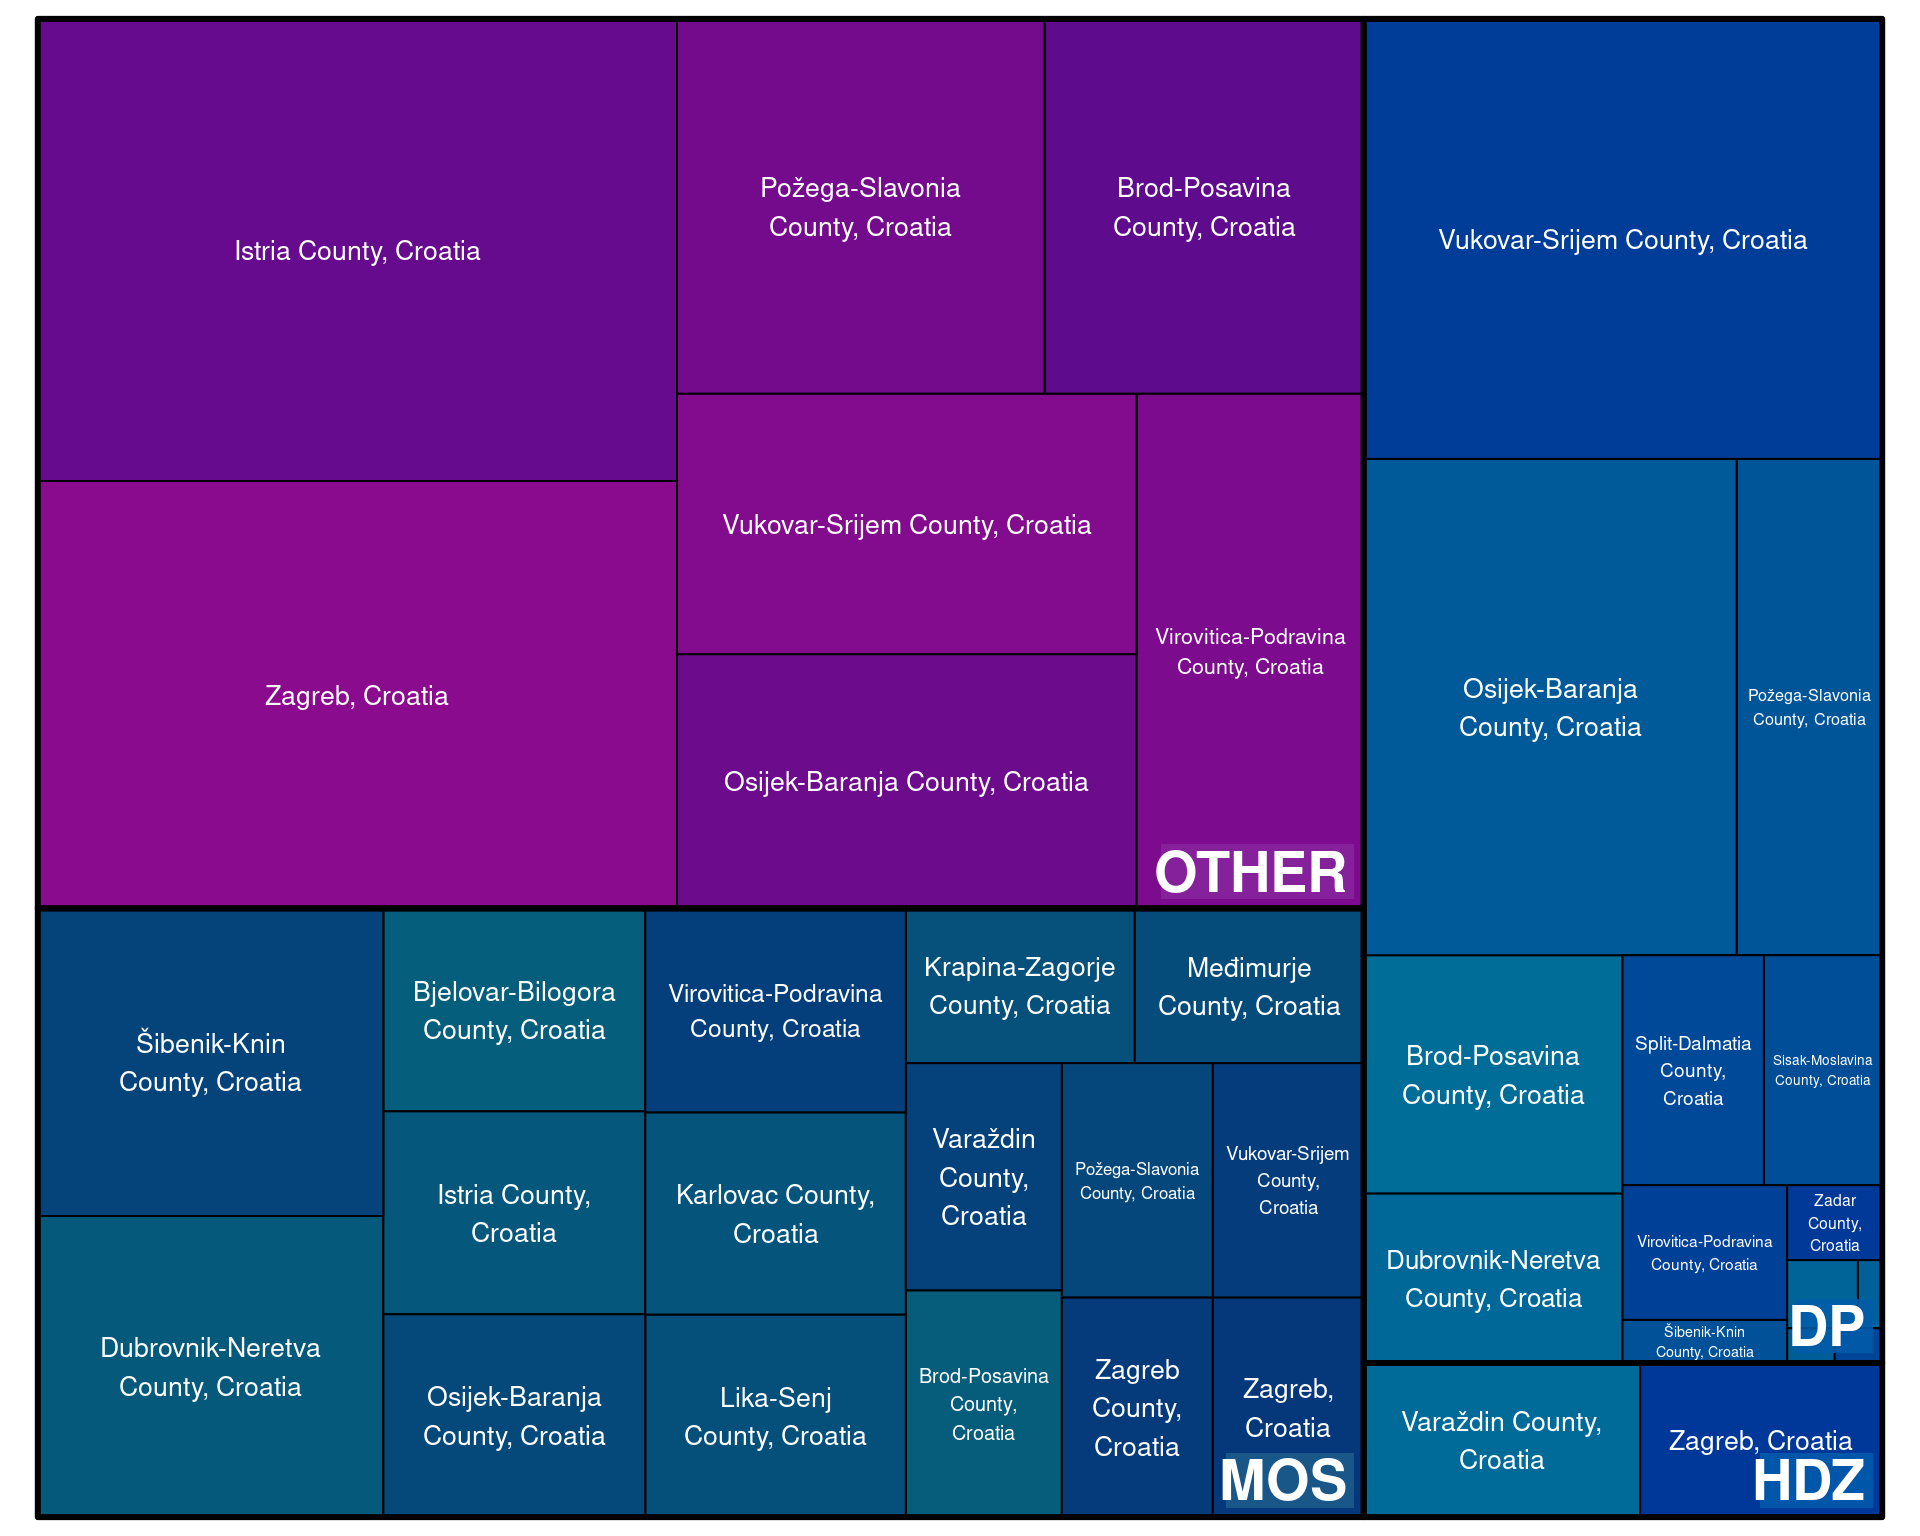 Istria County, Croatia
Požega-Slavonia
County, Croatia
Brod-Posavina
County, Croatia
Zagreb, Croatia
Vukovar-Srijem County, Croatia
Osijek-Baranja County, Croatia
Virovitica-Podravina
County, Croatia
OTHER
Vukovar-Srijem County, Croatia
Osijek-Baranja
County, Croatia
Požega-Slavonia
County, Croatia
Brod-Posavina
County, Croatia
Split-Dalmatia
County,
Croatia
Sisak-Moslavina
County, Croatia
Dubrovnik-Neretva
County, Croatia
Virovitica-Podravina
County, Croatia
Zadar
County,
Croatia
Šibenik-Knin
County, Croatia
DP
Šibenik-Knin
County, Croatia
Dubrovnik-Neretva
County, Croatia
Bjelovar-Bilogora
County, Croatia
Istria County,
Croatia
Osijek-Baranja
County, Croatia
Virovitica-Podravina
County, Croatia
Karlovac County,
Croatia
Lika-Senj
County, Croatia
Krapina-Zagorje
County, Croatia
Međimurje
County, Croatia
Varaždin
County,
Croatia
Požega-Slavonia
County, Croatia
Vukovar-Srijem
County,
Croatia
Brod-Posavina
County,
Croatia
Zagreb
County,
Croatia
Zagreb,
Croatia
MOS
Varaždin County,
Croatia
Zagreb, Croatia
HDZ